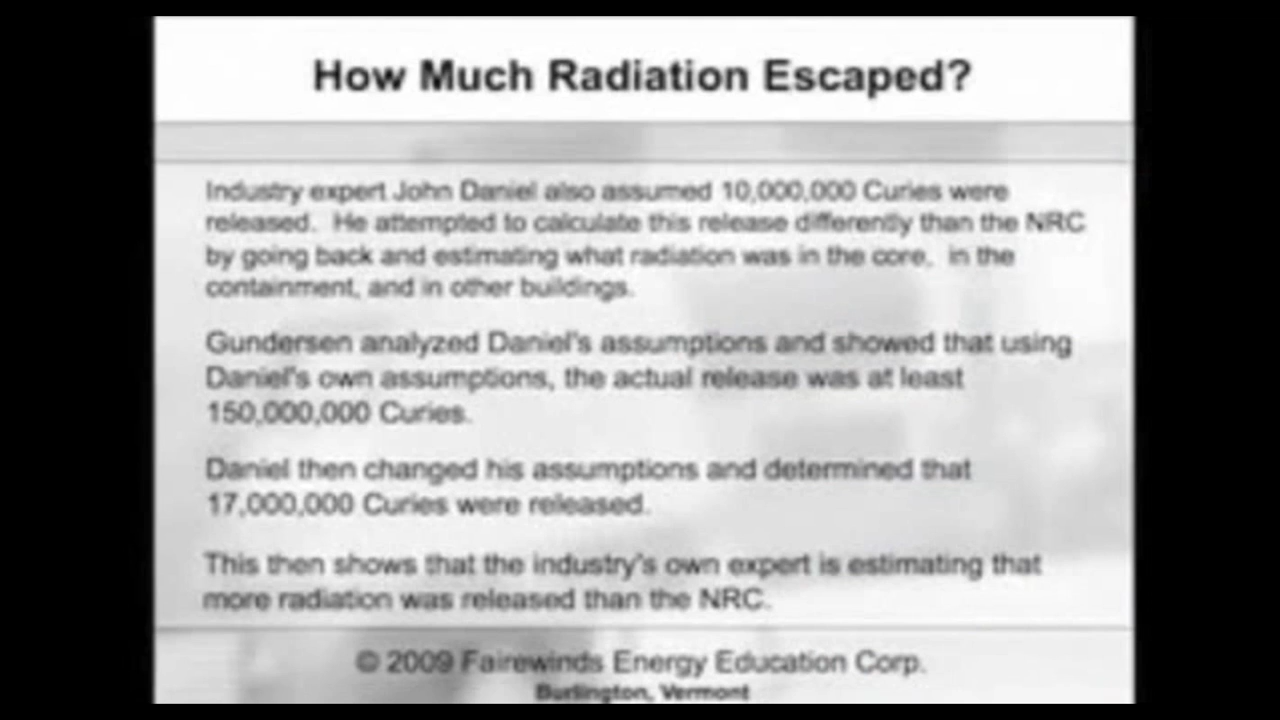 How Much Radiation Escaped?
Industry expert John Daniel also assumed 10,000,000 Curies were
released. He attempted to calculate this release differently than the NRC
by going back and estimating what radiation was in the core, in the
containment, and in other buildings.
Gundersen analyzed Daniel's assumptions and showed that using
Daniel's own assumptions, the actual release was at least
150,000,000 Curies.
Daniel then changed his assumptions and determined that
17,000,000 Curies were released.
This then shows that the industry's own expert is estimating that
more radiation was released than the NRC.
© 2009 Fairewinds Energy Education Corp.
Burlington, Vermont